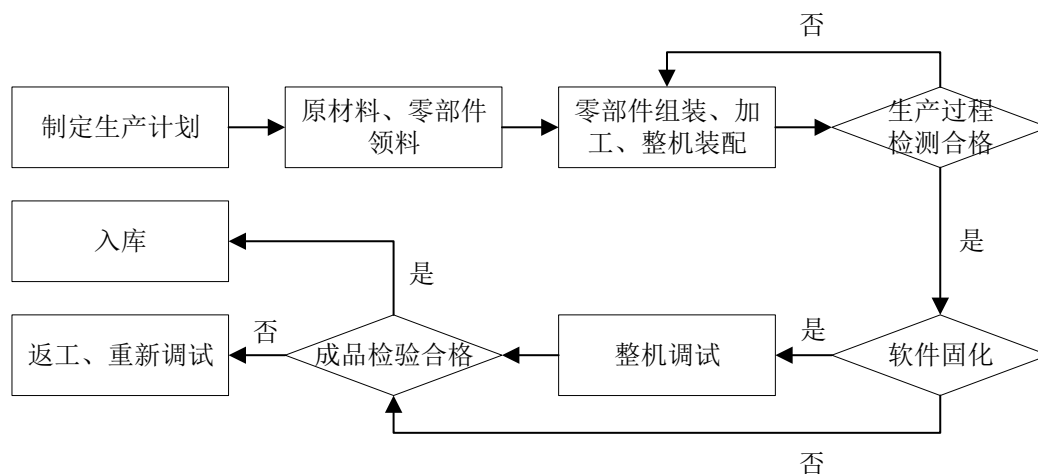 否
制定生产计划
原材料、零部件
领料
零部件组装、加
工、整机装配
生产过程
检测合格
入库
是
是
返工、重新调试
否
成品检验合格
整机调试
是
软件固化
否